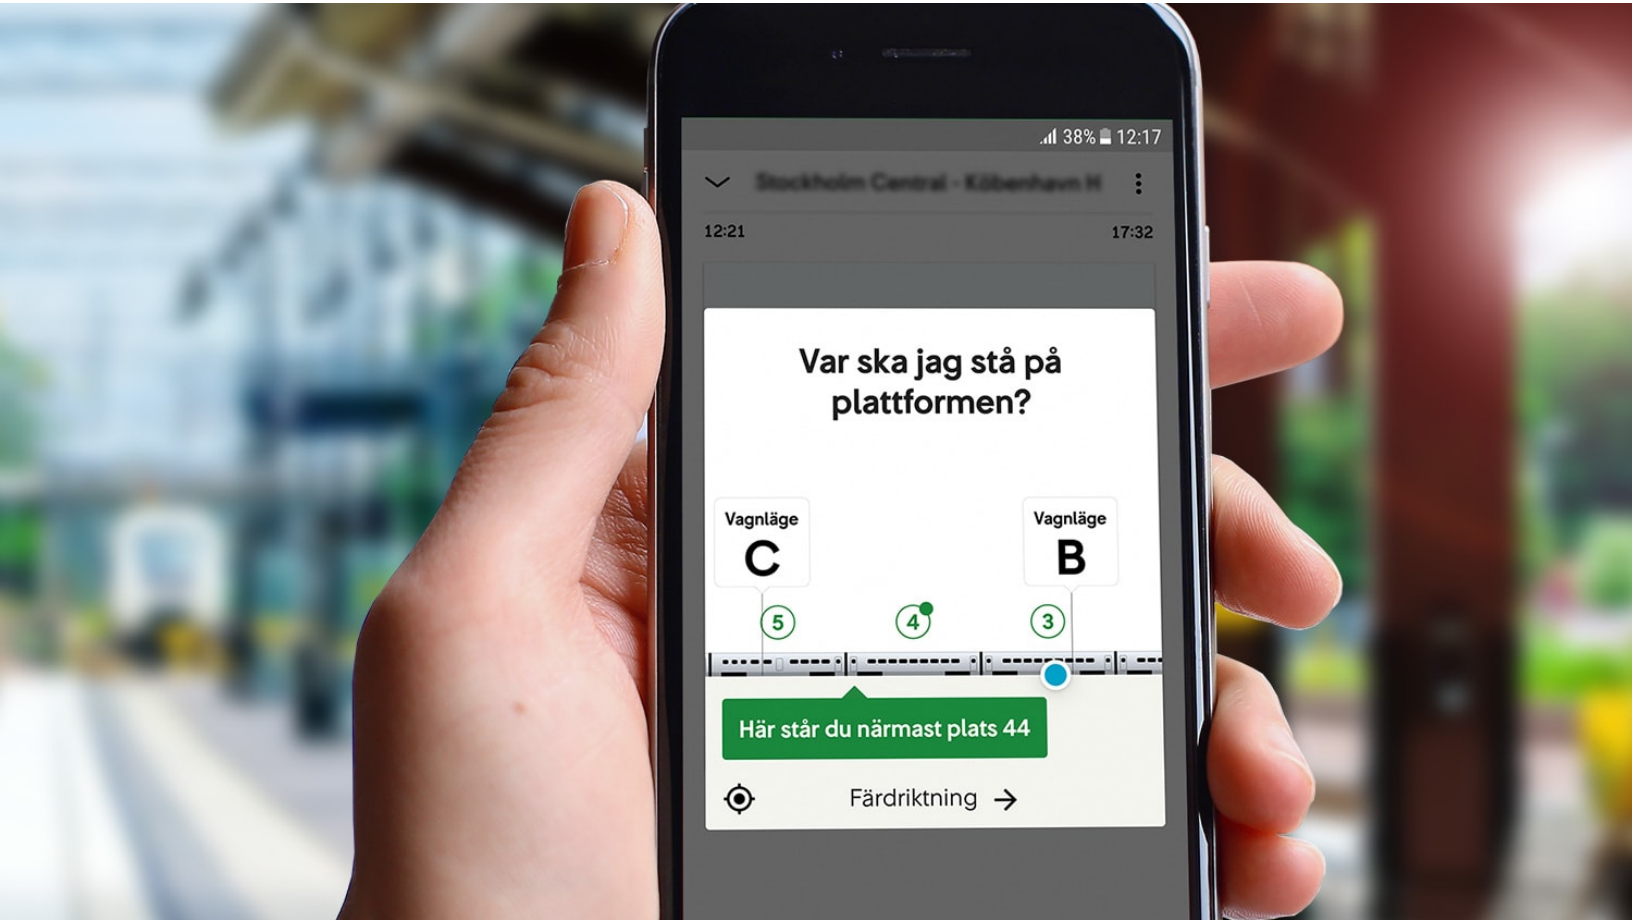 38% 12:17
Stockholm Central - Köbenhavn H
12:21 17:32
Var ska jag stå på
plattformen?
Vagnläge Vagnläge
C B
5 4 3
Här står du närmast plats 44
Färdriktning →